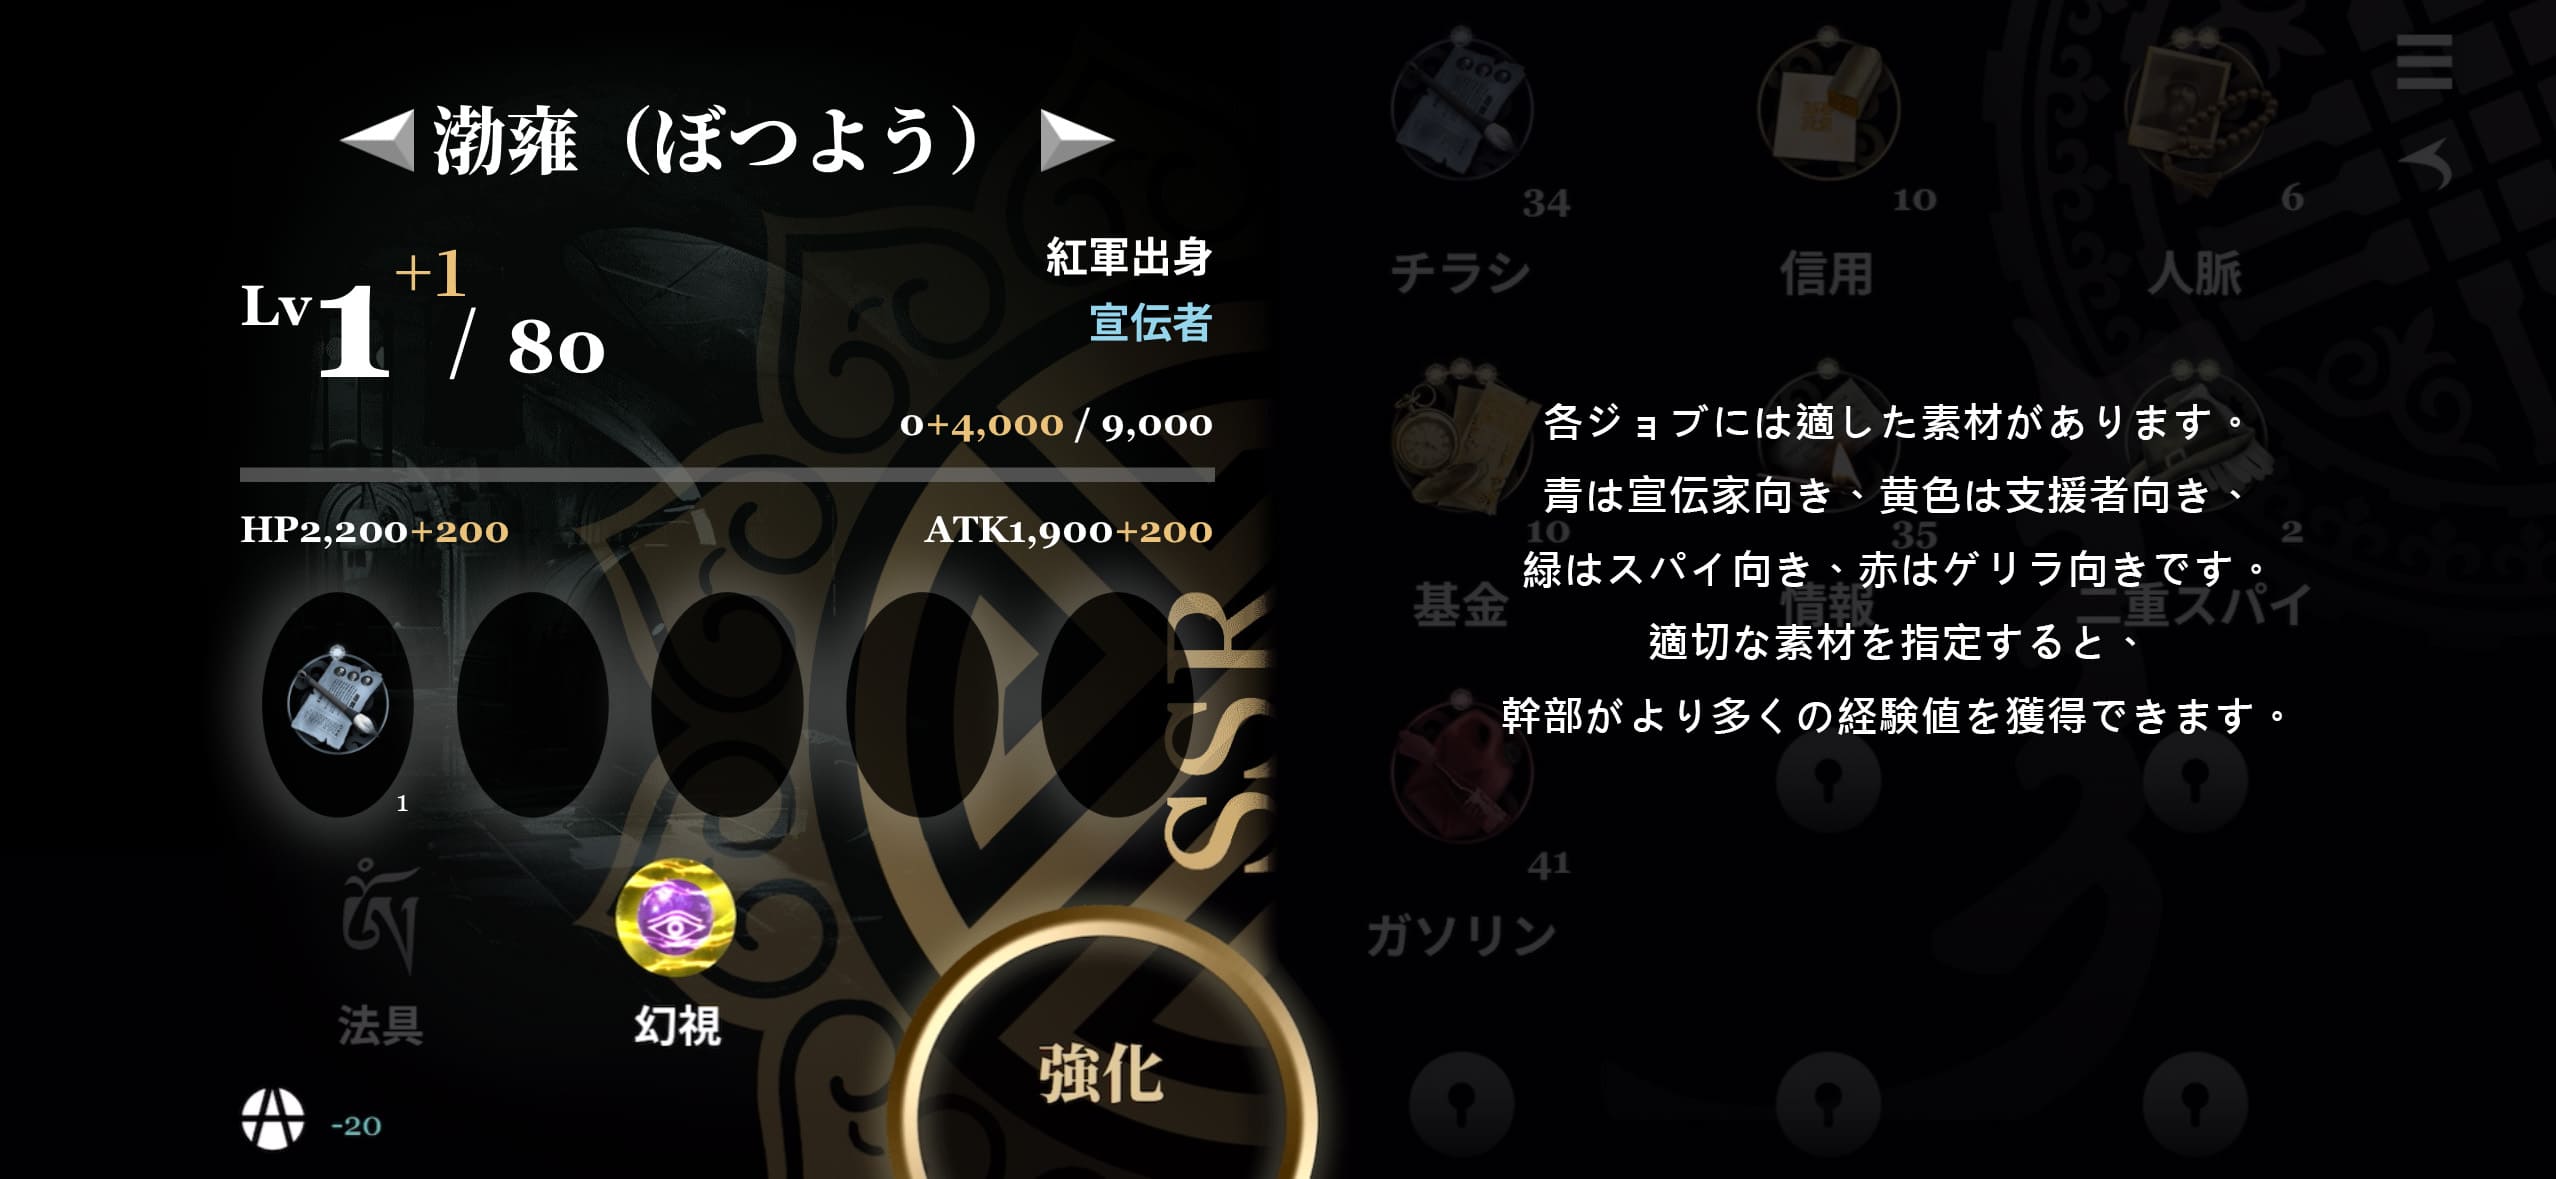 渤雍（ぼつよう）
Lv1+1/80
紅軍出身
宣伝者
0+4,000 / 9,000
HP2,200+200
ATK1,900+200
1
SSR
法具
幻視
-20
強化
34
チラシ
10
信用
6
人脈
10
基金
35
情報
2
二重スパイ
41
ガソリン
各ジョブには適した素材があります。
青は宣伝家向き、黄色は支援者向き、
緑はスパイ向き、赤はゲリラ向きです。
適切な素材を指定すると、
幹部がより多くの経験値を獲得できます。